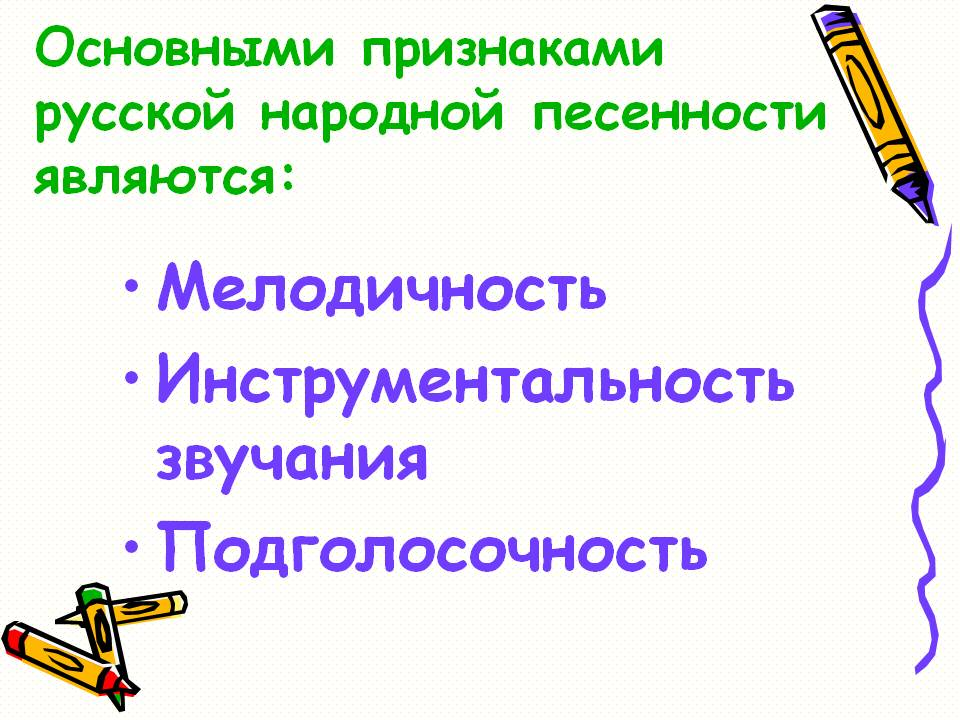 Основными признаками
русской народной песенности
являются:
• Мелодичность
• Инструментальность
звучания
• Подголосочность